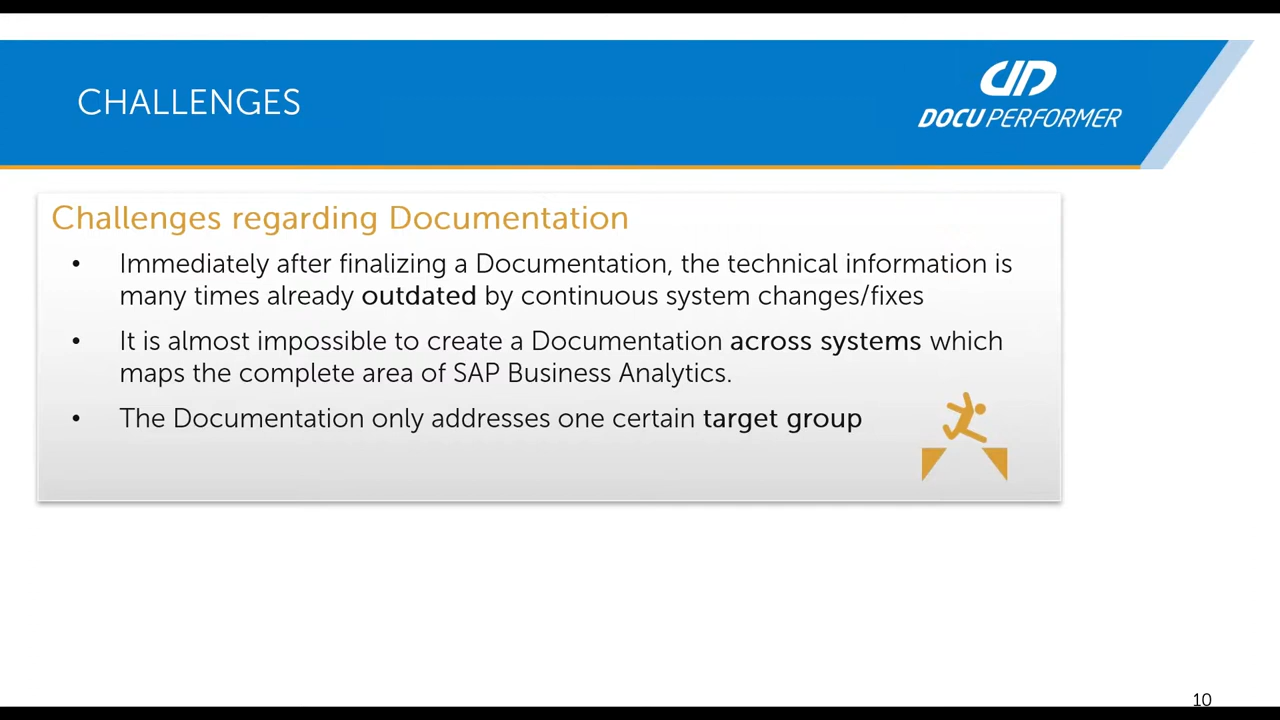 CHALLENGES
DOCU PERFORMER
Challenges regarding Documentation
• Immediately after finalizing a Documentation, the technical information is
many times already outdated by continuous system changes/fixes
• It is almost impossible to create a Documentation across systems which
maps the complete area of SAP Business Analytics.
• The Documentation only addresses one certain target group
10